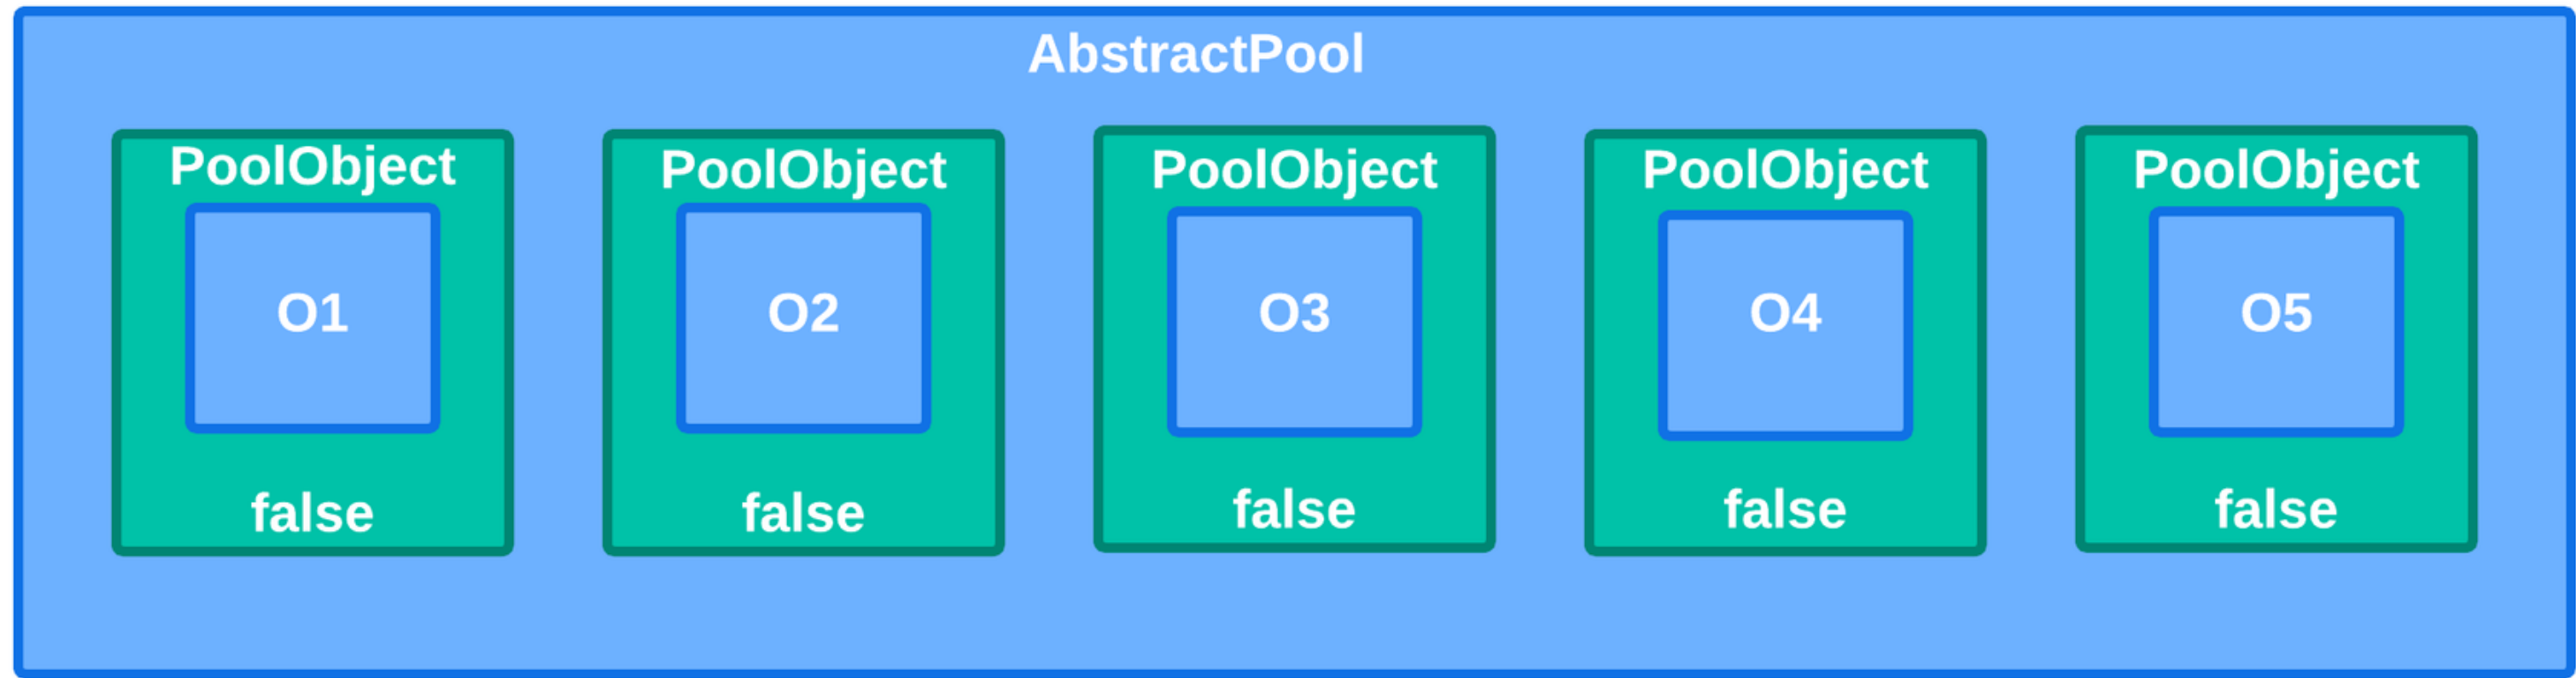 AbstractPool
PoolObject
O1
false
PoolObject
O2
false
PoolObject
O3
false
PoolObject
O4
false
PoolObject
O5
false